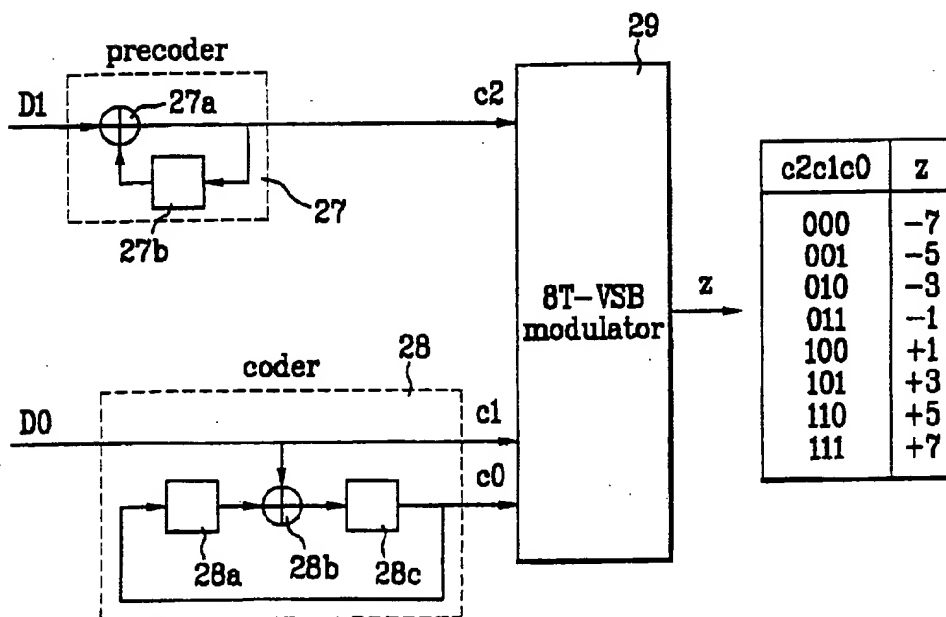 29
precoder
D1
27a
c2
27
27b
8T-VSB
modulator
z
coder
28
D0
c1
c0
28a
28b
28c
c2c1c0 z
000 -7
001 -5
010 -3
011 -1
100 +1
101 +3
110 +5
111 +7